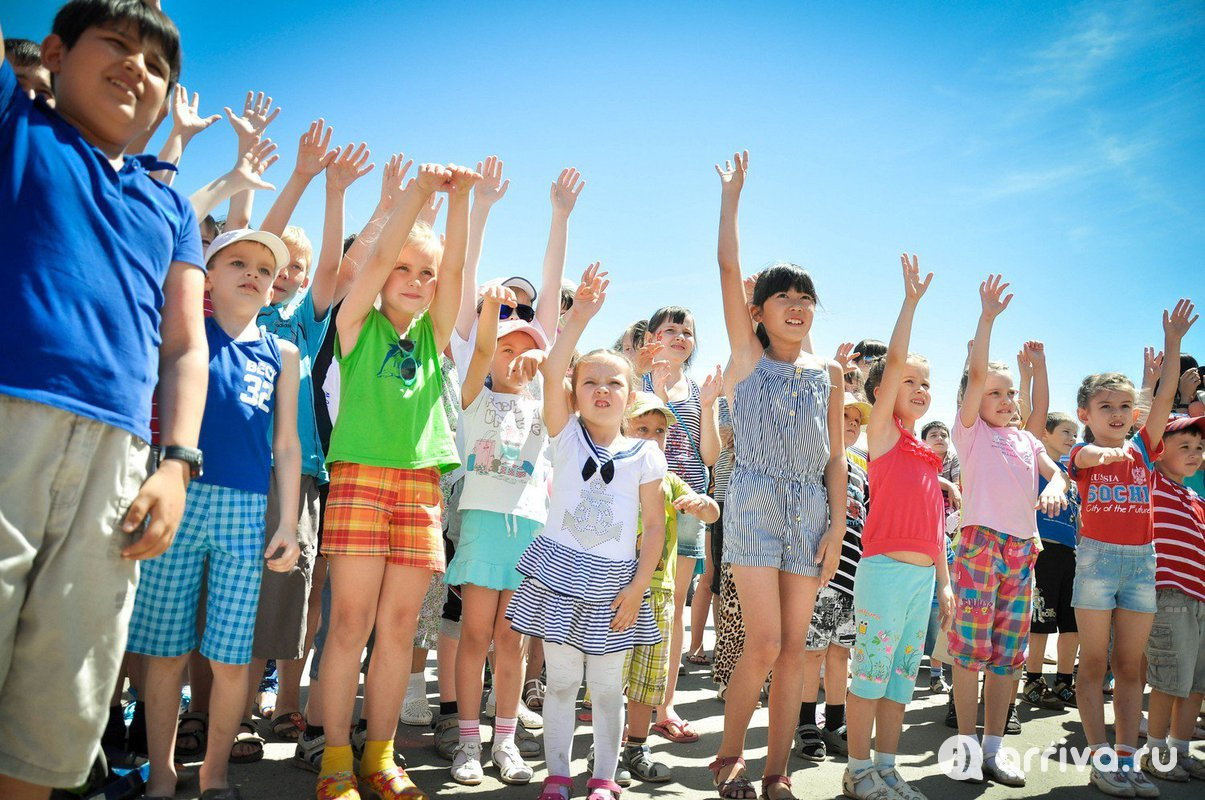 32
RUSSIA
SOCHI
City of the Future
arriva.ru